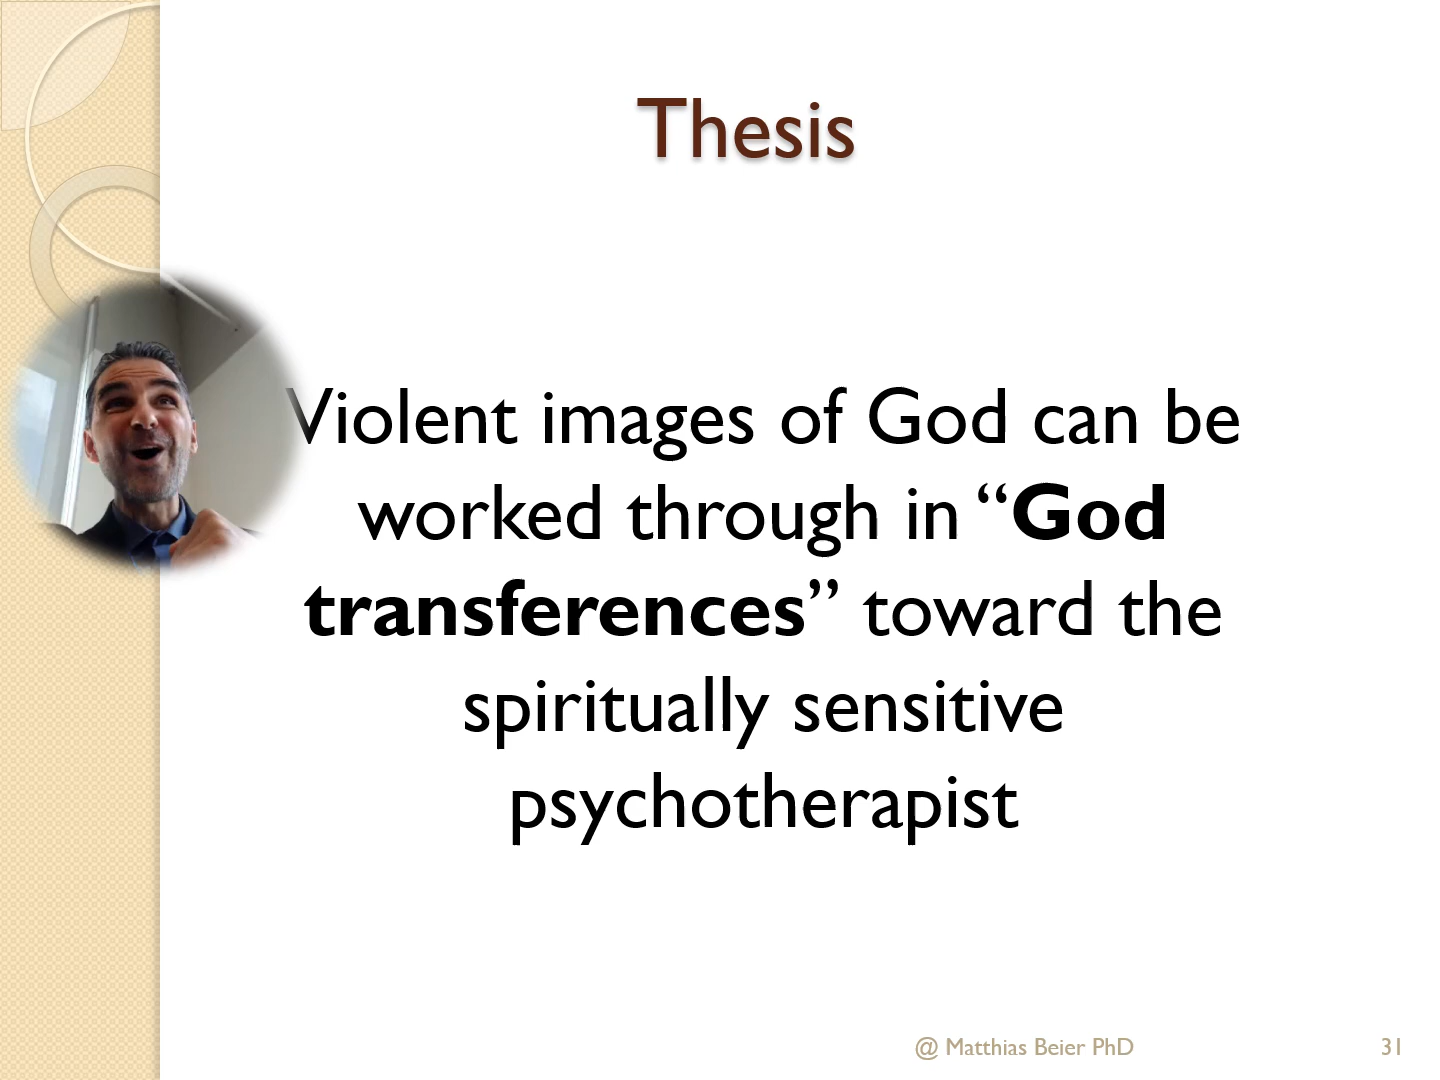 Thesis
Violent images of God can be
worked through in “God
transferences” toward the
spiritually sensitive
psychotherapist
@ Matthias Beier PhD
31